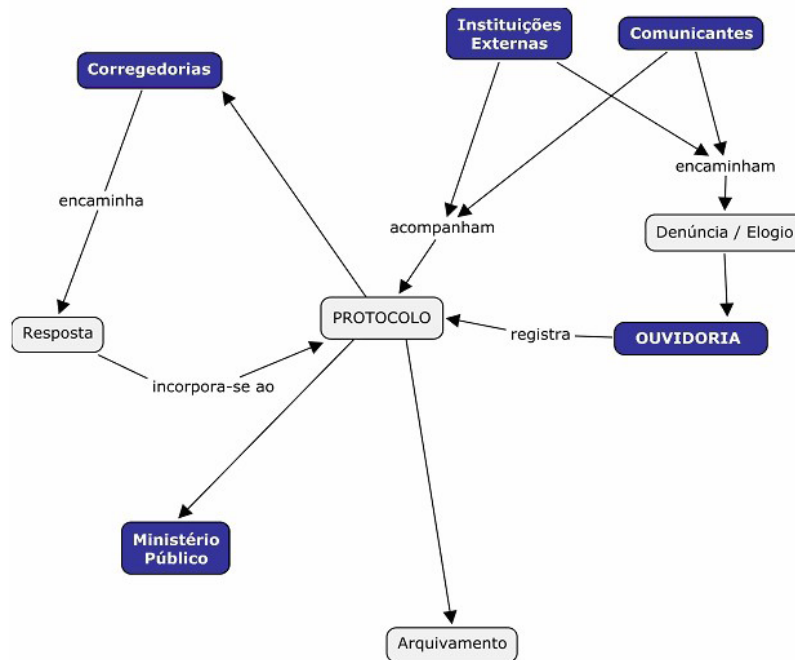 Instituições
Externas
Comunicantes
Corregedorias
encaminham
encaminha
acompanham
Denúncia / Elogio
PROTOCOLO
Resposta
registra
OUVIDORIA
incorpora-se ao
Ministério
Público
Arquivamento